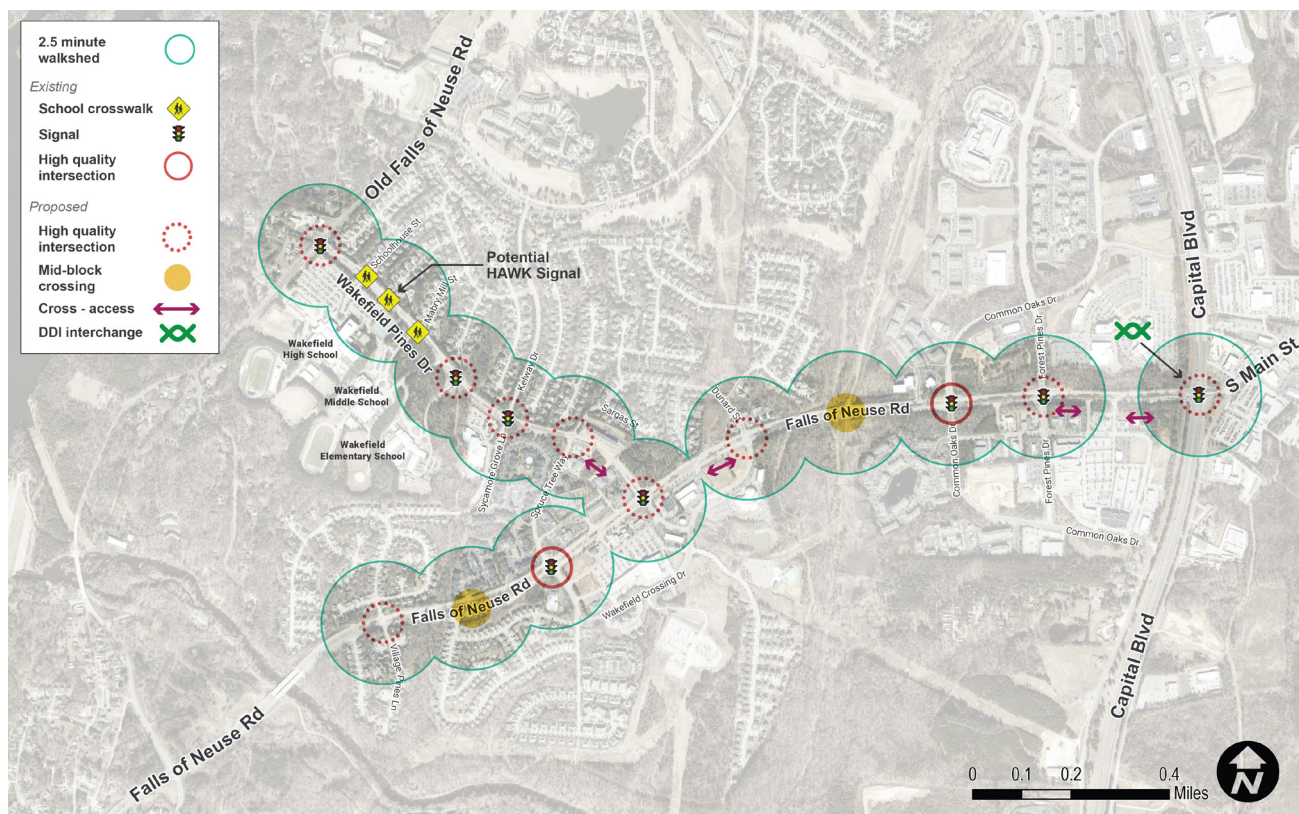 2.5 minute
walkshed
Existing
School crosswalk
Signal
High quality
intersection
Proposed
High quality
intersection
Mid-block
crossing
Cross - access
DDI interchange
Old Falls of Neuse Rd
Schoolhouse St
Potential
HAWK Signal
Mabry Mill St
Wakefield Pines Dr
Wakefield
High School
Wakefield
Middle School
Wakefield
Elementary School
Kelway Dr
Sargas St
Sycamore Grove Ln
Spruce Tree Way
Dunard St
Falls of Neuse Rd
Common Oaks Dr
Forest Pines Dr
Capital Blvd
S Main St
Common Oaks Dr
Forest Pines Dr
Common Oaks Dr
Wakefield Crossing Dr
Falls of Neuse Rd
Village Pines Ln
Capital Blvd
Falls of Neuse Rd
0 0.1 0.2 0.4
Miles
N